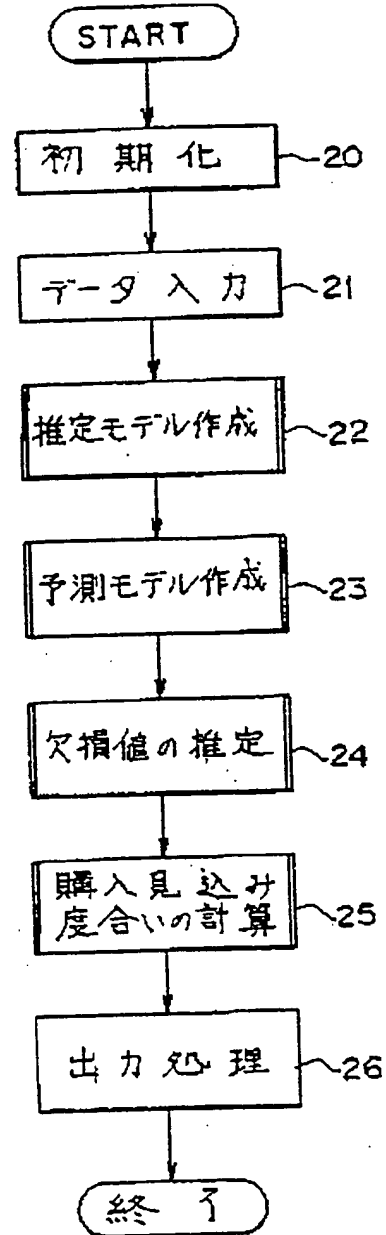 START
初期化
20
データ入力
21
推定モデル作成
22
予測モデル作成
23
欠損値の推定
24
購入見込み
度合いの計算
25
出力処理
26
終了